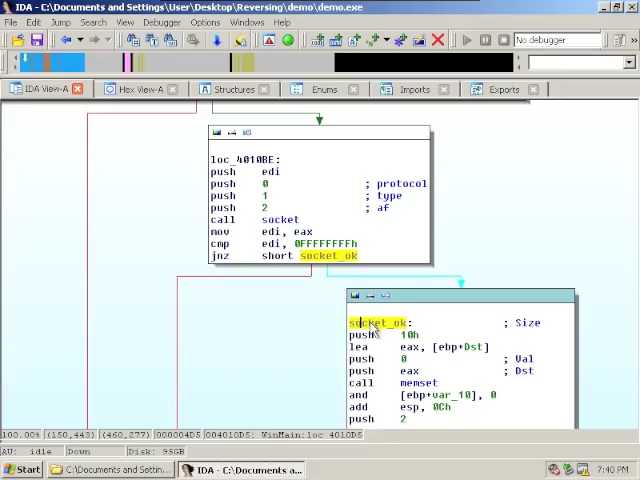 IDA - C:\Documents and Settings\User\Desktop\Reversing\demo\demo.exe
File Edit Jump Search View Debugger Options Windows Help
No debugger
IDA View-A Hex View-A Structures Enums Imports Exports
loc_4010BE:
push edi
push 0 ; protocol
push 1 ; type
push 2 ; af
call socket
mov edi, eax
cmp edi, 0FFFFFFFFh
jnz short socket_ok
socket_ok: ; Size
push 10h
lea eax, [ebp+Dst]
push 0 ; Val
push eax ; Dst
call memset
and [ebp+var_10], 0
add esp, 0Ch
push 2
100.00% (150,443) (460,277) 000004D5 004010D5: WinMain:loc_4010D5
AU: idle Down Disk: 95GB
Start C:\Documents and Settin... IDA - C:\Documents a... 7:40 PM